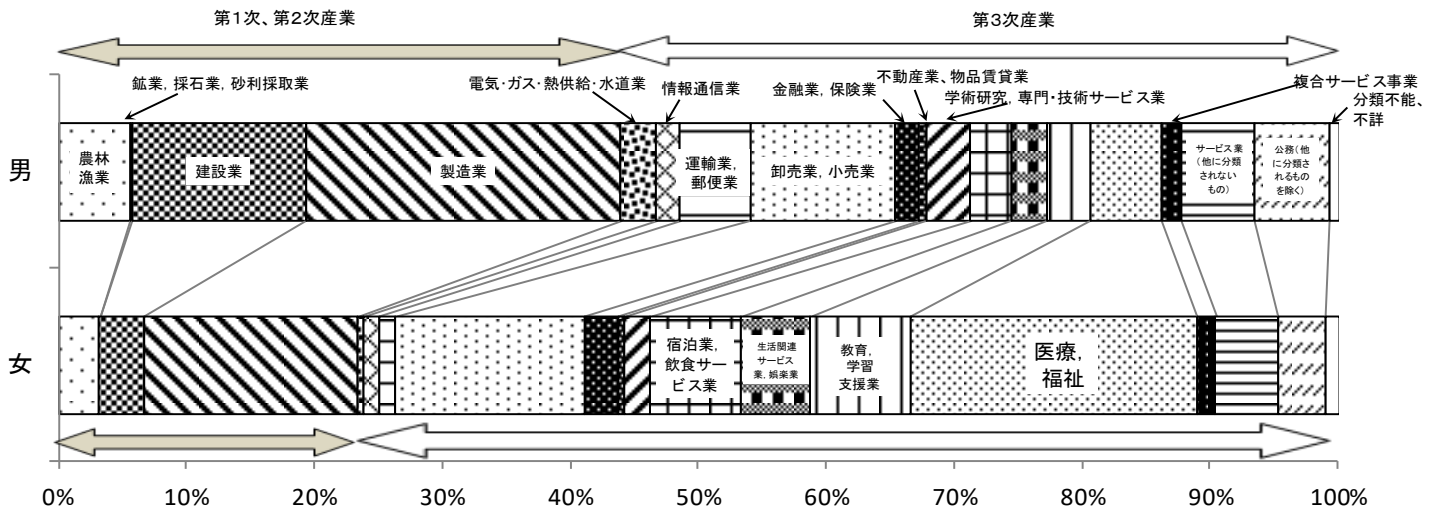 第1次、第2次産業
第3次産業
鉱業，採石業，砂利採取業
電気・ガス・熱供給・水道業
情報通信業
金融業，保険業
不動産業、物品賃貸業
学術研究，専門・技術サービス業
複合サービス事業
分類不能、
不詳
男
農林
漁業
建設業
製造業
運輸業，
郵便業
卸売業，小売業
サービス業
（他に分類
されない
もの）
公務（他
に分類さ
れるもの
を除く）
女
宿泊業，
飲食サー
ビス業
生活関連
サービス
業，娯楽業
教育，
学習
支援業
医療，
福祉
0%
10%
20%
30%
40%
50%
60%
70%
80%
90%
100%